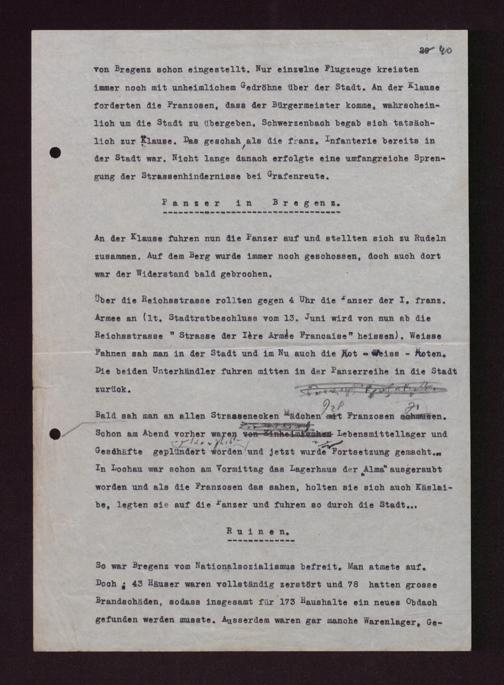 40
von Bregenz schon eingestellt. Nur einzwlne Flugzeuge kreisten
immer noch mit unheimlichem Gedröhne über der Stadt. An der Klause
forderten die Franzosen, dass der Bürgermeister komme, wahrschein-
lich um die Stadt zu übergeben. Schwerzenbach begab sich tatsäch-
lich zur Klause. Das geschah, als die franz. Infanterie bereits in
der Stadt war. Nicht lange danach erfolgte eine umfangreiche Spren-
gung der Strassenhindernisse bei Grafenreute.
Panzer in Bregenz.
An der Klause fuhren nun die Panzer auf und stellten sich zu Rudeln
zusammen. Auf dem Berg wurde immer noch geschossen, doch auch dort
war der Widerstand bald gebrochen.
Über die Reichsstrasse rollten gegen 4 Uhr die Panzer der I. franz.
Armee an (lt. Stadtratbeschluss vom 13. Juni wird von nun ab die
Reichsstrasse " Strasse der Ière Armée Francaise" heissen). Weisse
Fahnen sah man in der Stadt und im Nu auch die Rot - Weiss - Roten.
Die beiden Unterhändler fuhren mitten in der Panzerreihe in die Stadt
zurück.
Bald sah man an allen Strassenecken Mädchen mit Franzosen schmusen.
Schon am Abend vorher waren von Einheimischen Lebensmittellager und
Geschäfte geplündert worden und jetzt wurde Fortsetzung gemacht...
In Lochau war schon am Vormittag das Lagerhaus der "Alma" ausgeraubt
worden und als die Franzosen das sahen, holten sie sich auch Käslai-
be, legten sie auf die Panzer und fuhren so durch die Stadt...
Ruinen.
So war Bregenz vom Nationalsozialismus befreit. Man atmete auf.
Doch : 43 Häuser waren vollständig zerstört und 78 hatten grosse
Brandschäden, sodass insgesamt für 173 Haushalte ein neues Obdach
gefunden werden musste. Ausserdem waren gar manche Warenlager, Ge-